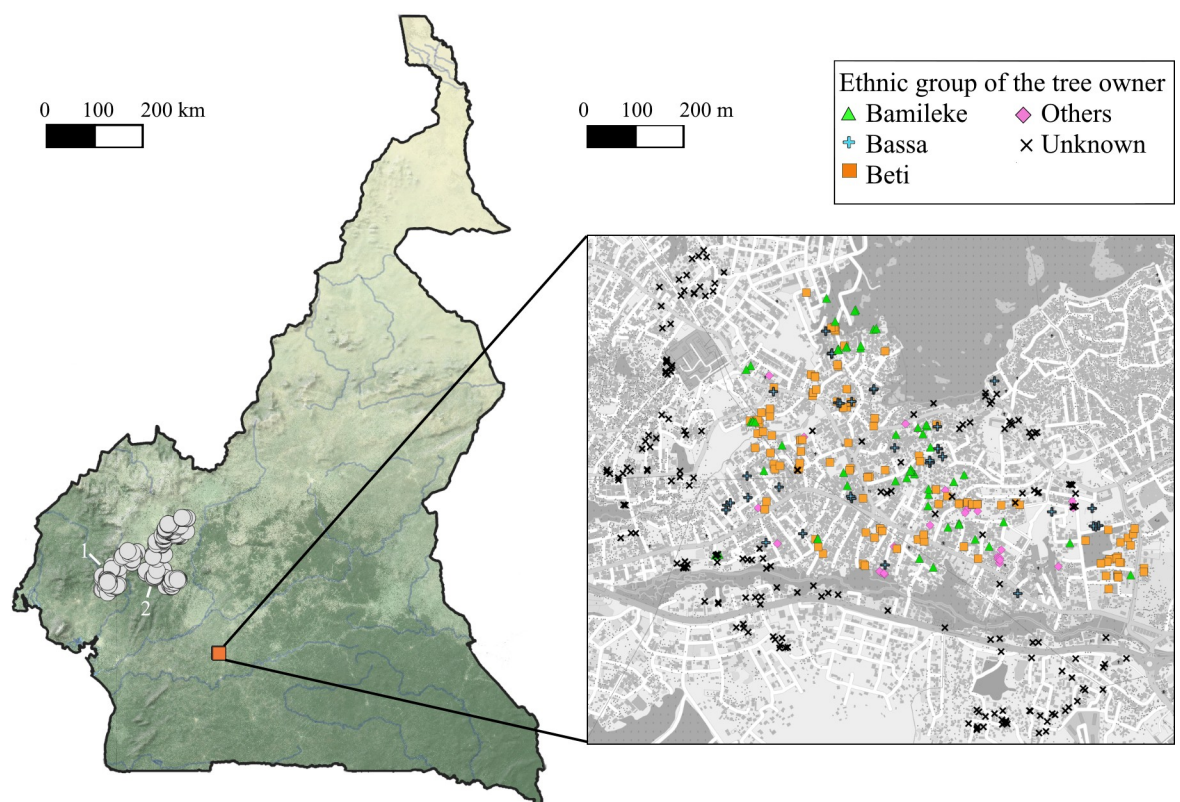 0 100 200 km
0 100 200 m
Ethnic group of the tree owner
Bamileke Others
Bassa Unknown
Beti
1
2